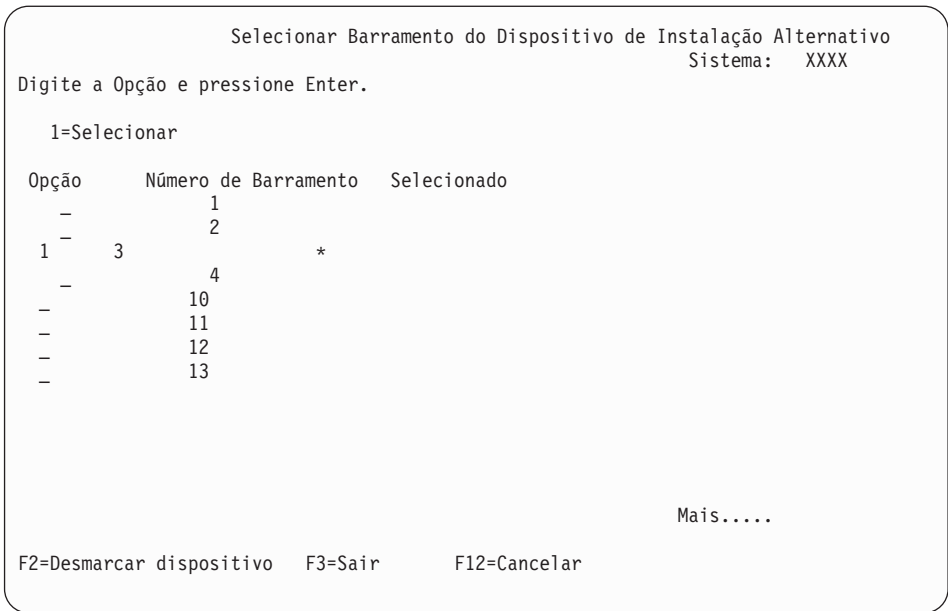 Selecionar Barramento do Dispositivo de Instalação Alternativo
Sistema: XXXX
Digite a Opção e pressione Enter.
1=Selecionar
Opção Número de Barramento Selecionado
_ 1
_ 2
1 3 *
_ 4
_ 10
_ 11
_ 12
_ 13
Mais.....
F2=Desmarcar dispositivo F3=Sair F12=Cancelar